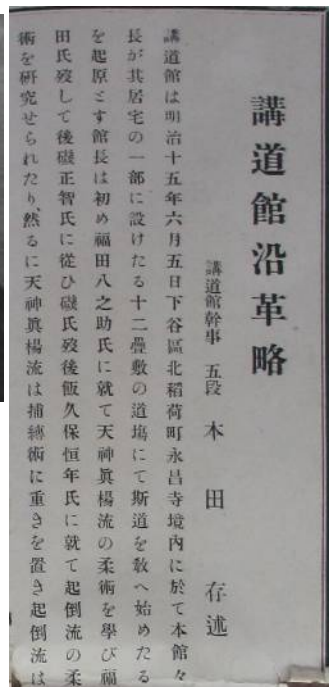 講道館沿革略
講道館幹事 五段 本田 存述
講道館は明治十五年六月五日下谷區北稻荷町永昌寺境内に於て本館々
長が其居宅の一部に設けたる十二疊敷の道塲にて斯道を敎へ始めたる
を起原とす館長は初め福田八之助氏に就て天神眞楊流の柔術を學び福
田氏歿して後磯正智氏に從ひ磯氏歿後飯久保恒年氏に就て起倒流の柔
術を研究せられたり、然るに天神眞楊流は捕縛術に重きを置き起倒流は